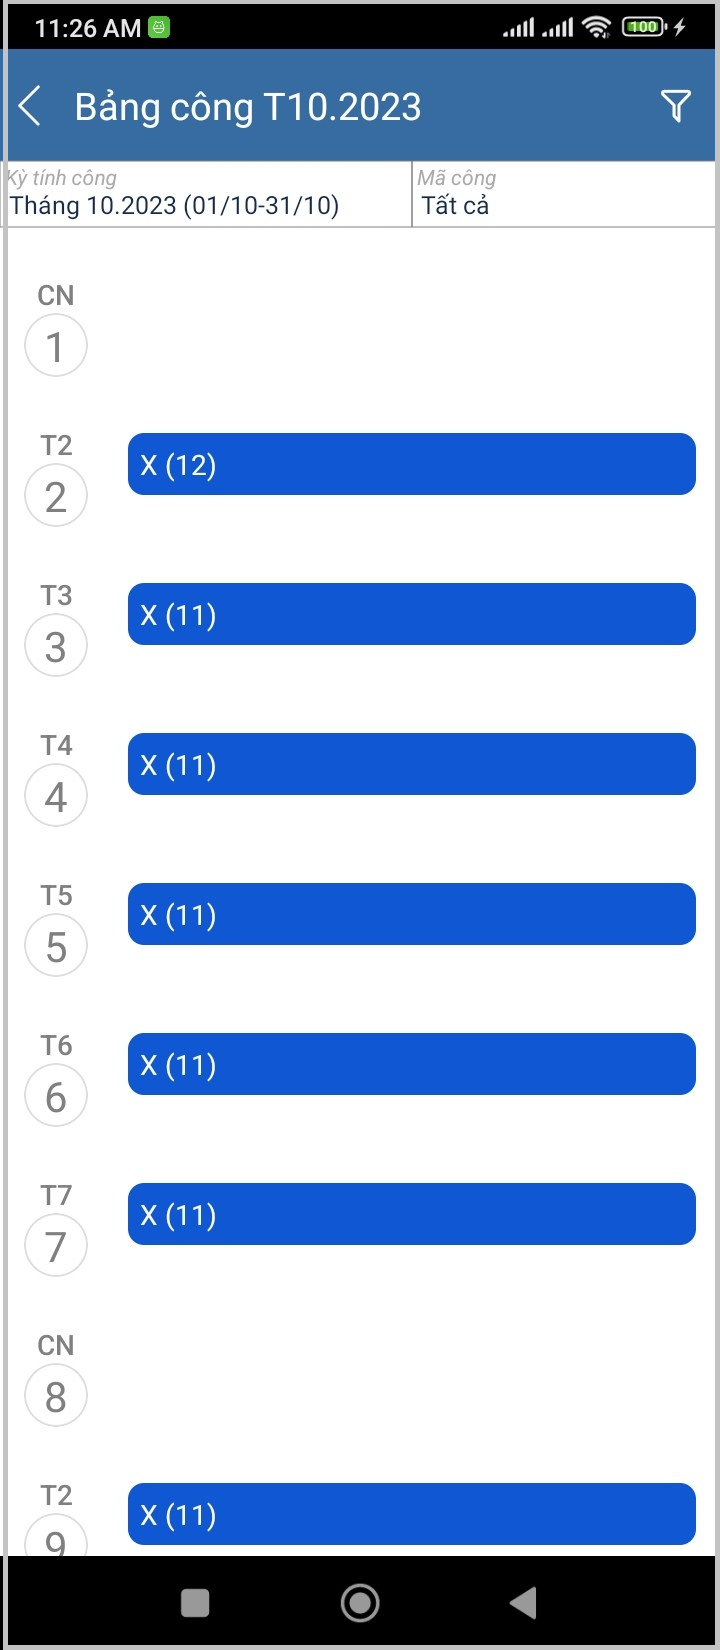 11:26 AM
100
Bảng công T10.2023
Kỳ tính công
Tháng 10.2023 (01/10-31/10)
Mã công
Tất cả
CN
1
T2
2
X (12)
T3
3
X (11)
T4
4
X (11)
T5
5
X (11)
T6
6
X (11)
T7
7
X (11)
CN
8
T2
9
X (11)